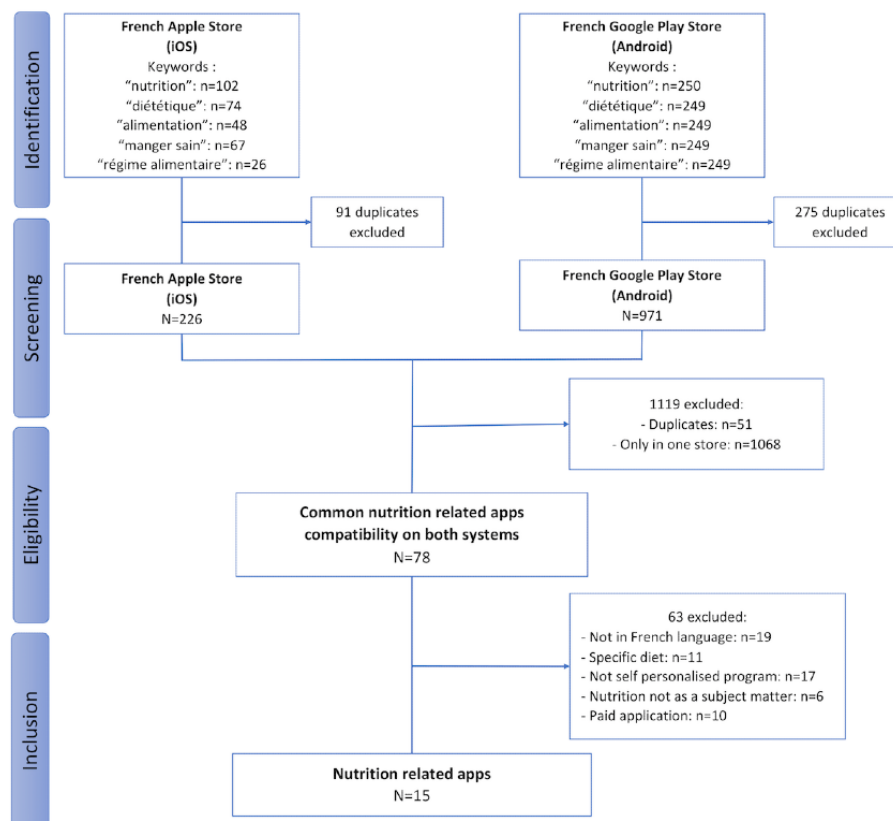 Identification
French Apple Store
(iOS)
Keywords :
“nutrition”: n=102
“diététique”: n=74
“alimentation”: n=48
“manger sain”: n=67
“régime alimentaire”: n=26
French Google Play Store
(Android)
Keywords :
“nutrition”: n=250
“diététique”: n=249
“alimentation”: n=249
“manger sain”: n=249
“régime alimentaire”: n=249
91 duplicates
excluded
275 duplicates
excluded
Screening
French Apple Store
(iOS)
N=226
French Google Play Store
(Android)
N=971
1119 excluded:
- Duplicates: n=51
- Only in one store: n=1068
Eligibility
Common nutrition related apps
compatibility on both systems
N=78
63 excluded:
- Not in French language: n=19
- Specific diet: n=11
- Not self personalised program: n=17
- Nutrition not as a subject matter: n=6
- Paid application: n=10
Inclusion
Nutrition related apps
N=15